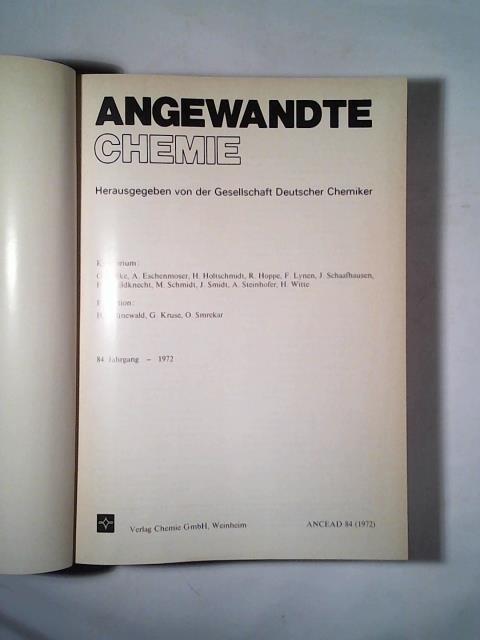 ANGEWANDTE
CHEMIE
Herausgegeben von der Gesellschaft Deutscher Chemiker
A. Eschenmoser, H. Holtschmidt, R. Hoppe, F. Lynen, J. Schaafhausen,
M. Schmidt, J. Smidt, A. Steinhofer, H. Witte
G. Kruse, O. Smrekar
84. Jahrgang – 1972
Verlag Chemie GmbH, Weinheim
ANCEAD 84 (1972)